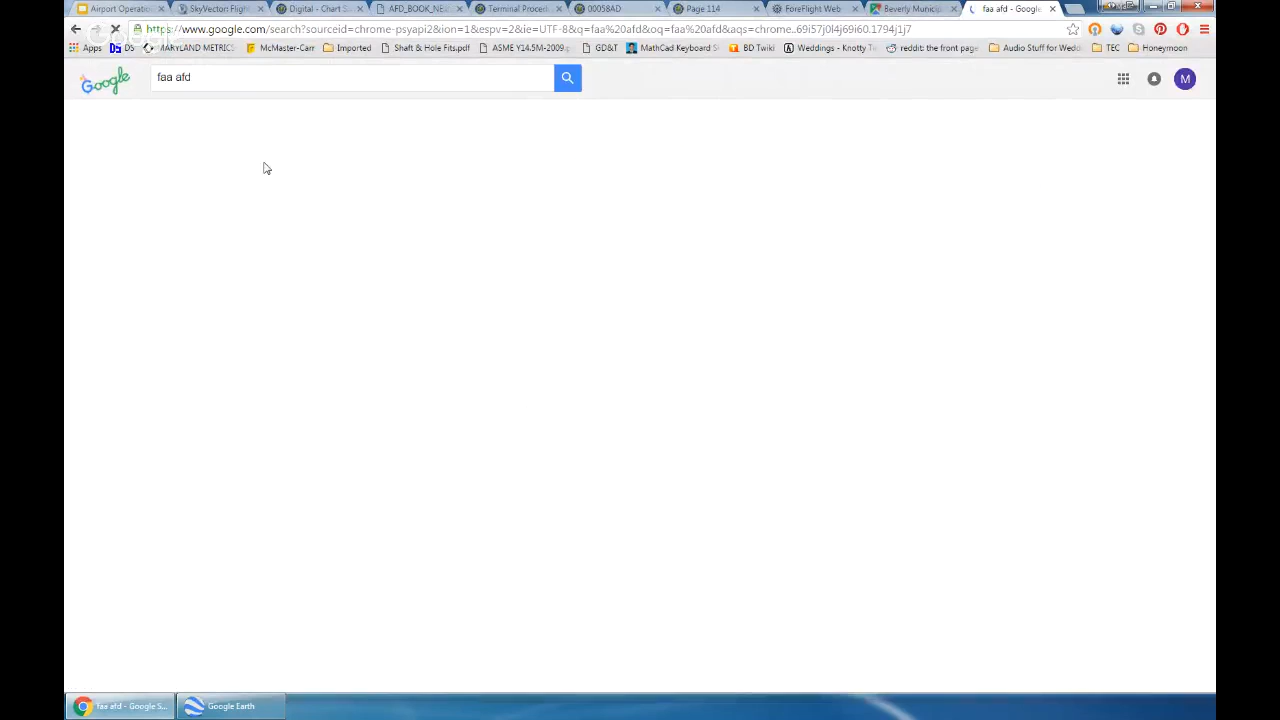 Airport Operation
SkyVector: Flight
Digital - Chart S
AFD_BOOK_NE
Terminal Proced
00058AD
Page 114
ForeFlight Web
Beverly Municip
faa afd - Google
https://www.google.com/search?sourceid=chrome-psyapi2&ion=1&espv=2&ie=UTF-8&q=faa%20afd&oq=faa%20afd&aqs=chrome..69i57j0l4j69i60.1794j1j7
Apps
DS
MARYLAND METRICS
McMaster-Carr
Imported
Shaft & Hole Fits.pdf
ASME Y14.5M-2009.p
GD&T
MathCad Keyboard S
BD Twiki
Weddings - Knotty T
reddit: the front page
Audio Stuff for Wedd
TEC
Honeymoon
Google
faa afd
M
faa afd - Google S...
Google Earth